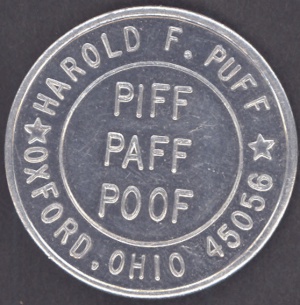 HAROLD F. PUFF
PIFF
PAFF
POOF
OXFORD, OHIO 45056